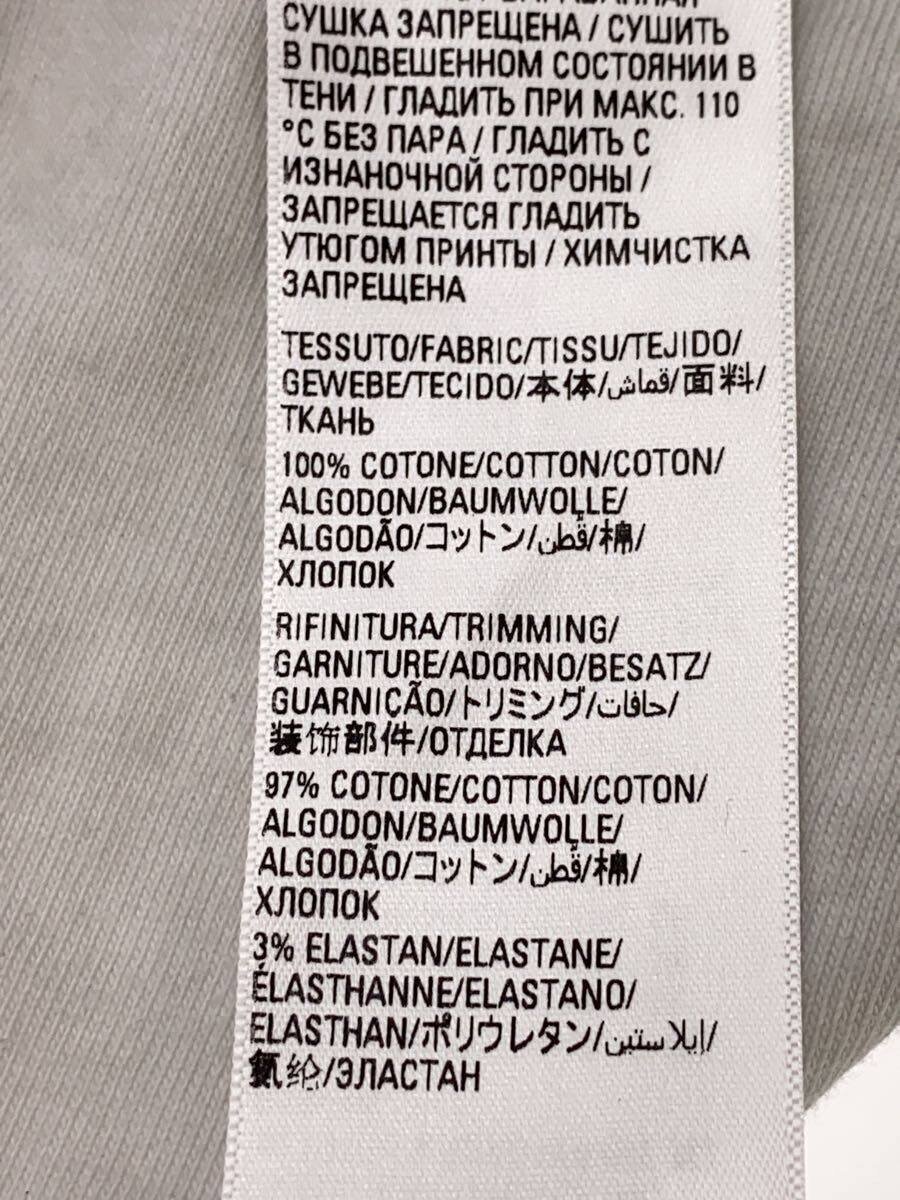 СУШКА ЗАПРЕЩЕНА / СУШИТЬ
В ПОДВЕШЕННОМ СОСТОЯНИИ В
ТЕНИ / ГЛАДИТЬ ПРИ МАКС. 110
°C БЕЗ ПАРА / ГЛАДИТЬ С
ИЗНАНОЧНОЙ СТОРОНЫ /
ЗАПРЕЩАЕТСЯ ГЛАДИТЬ
УТЮГОМ ПРИНТЫ / ХИМЧИСТКА
ЗАПРЕЩЕНА
TESSUTO/FABRIC/TISSU/TEJIDO/
GEWEBE/TECIDO/本体/قماش/面料/
ТКАНЬ
100% COTONE/COTTON/COTON/
ALGODON/BAUMWOLLE/
ALGODÃO/コットン/قطن/棉/
ХЛОПОК
RIFINITURA/TRIMMING/
GARNITURE/ADORNO/BESATZ/
GUARNIÇÃO/トリミング/حافات/
装饰部件/ОТДЕЛКА
97% COTONE/COTTON/COTON/
ALGODON/BAUMWOLLE/
ALGODÃO/コットン/قطن/棉/
ХЛОПОК
3% ELASTAN/ELASTANE/
ÉLASTHANNE/ELASTANO/
ELASTHAN/ポリウレタン/إيلاستين/
氨纶/ЭЛАСТАН